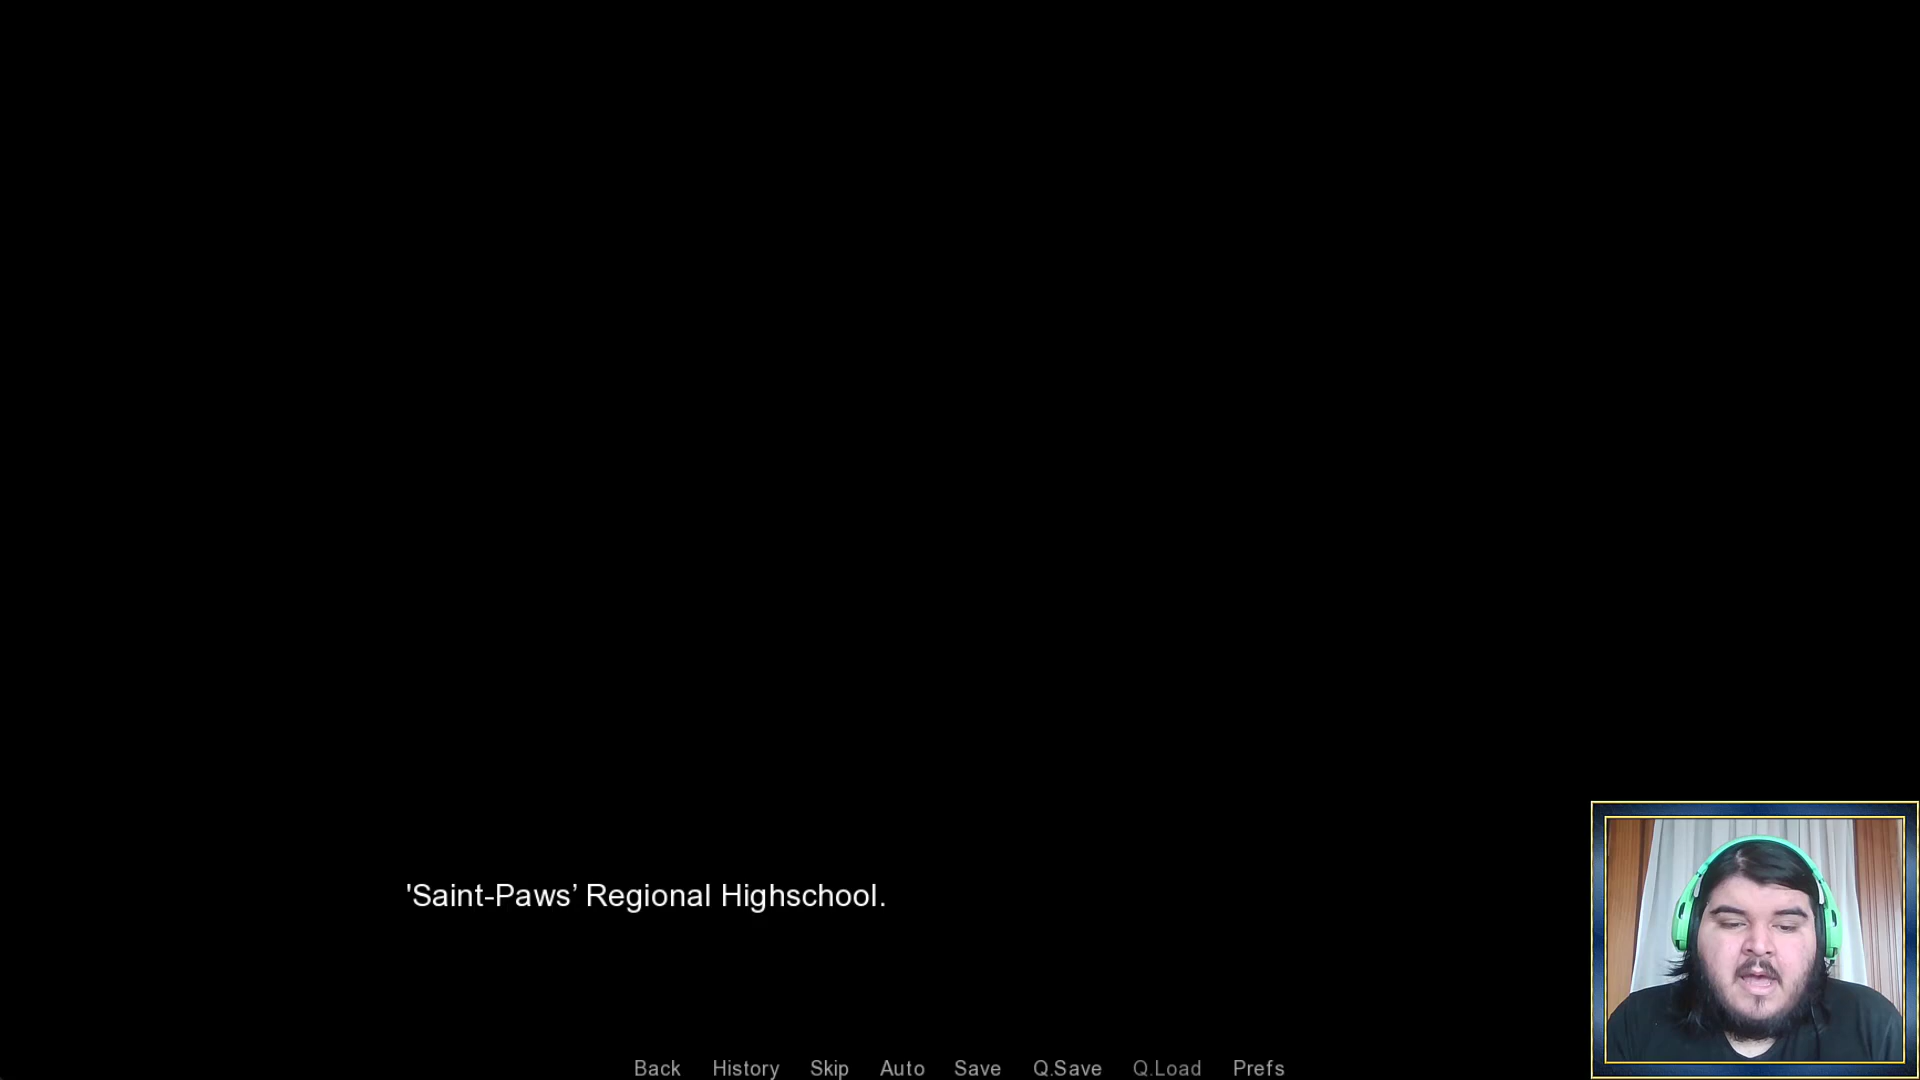 'Saint-Paws’ Regional Highschool.
Back History Skip Auto Save Q.Save Q.Load Prefs